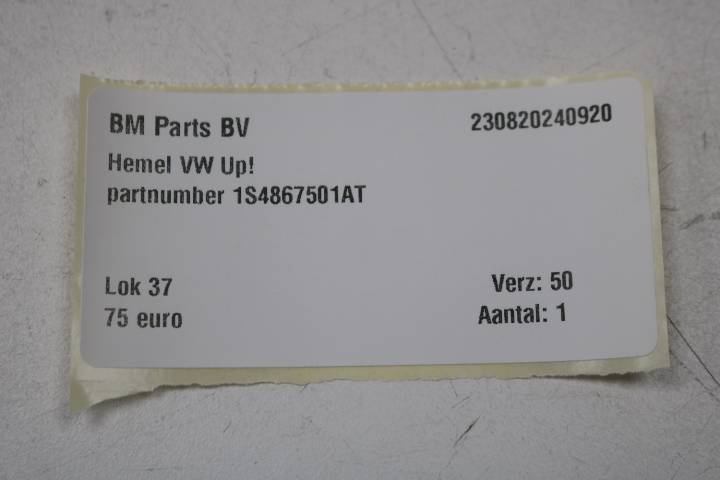 BM Parts BV
230820240920
Hemel VW Up!
partnumber 1S4867501AT
Lok 37
Verz: 50
75 euro
Aantal: 1